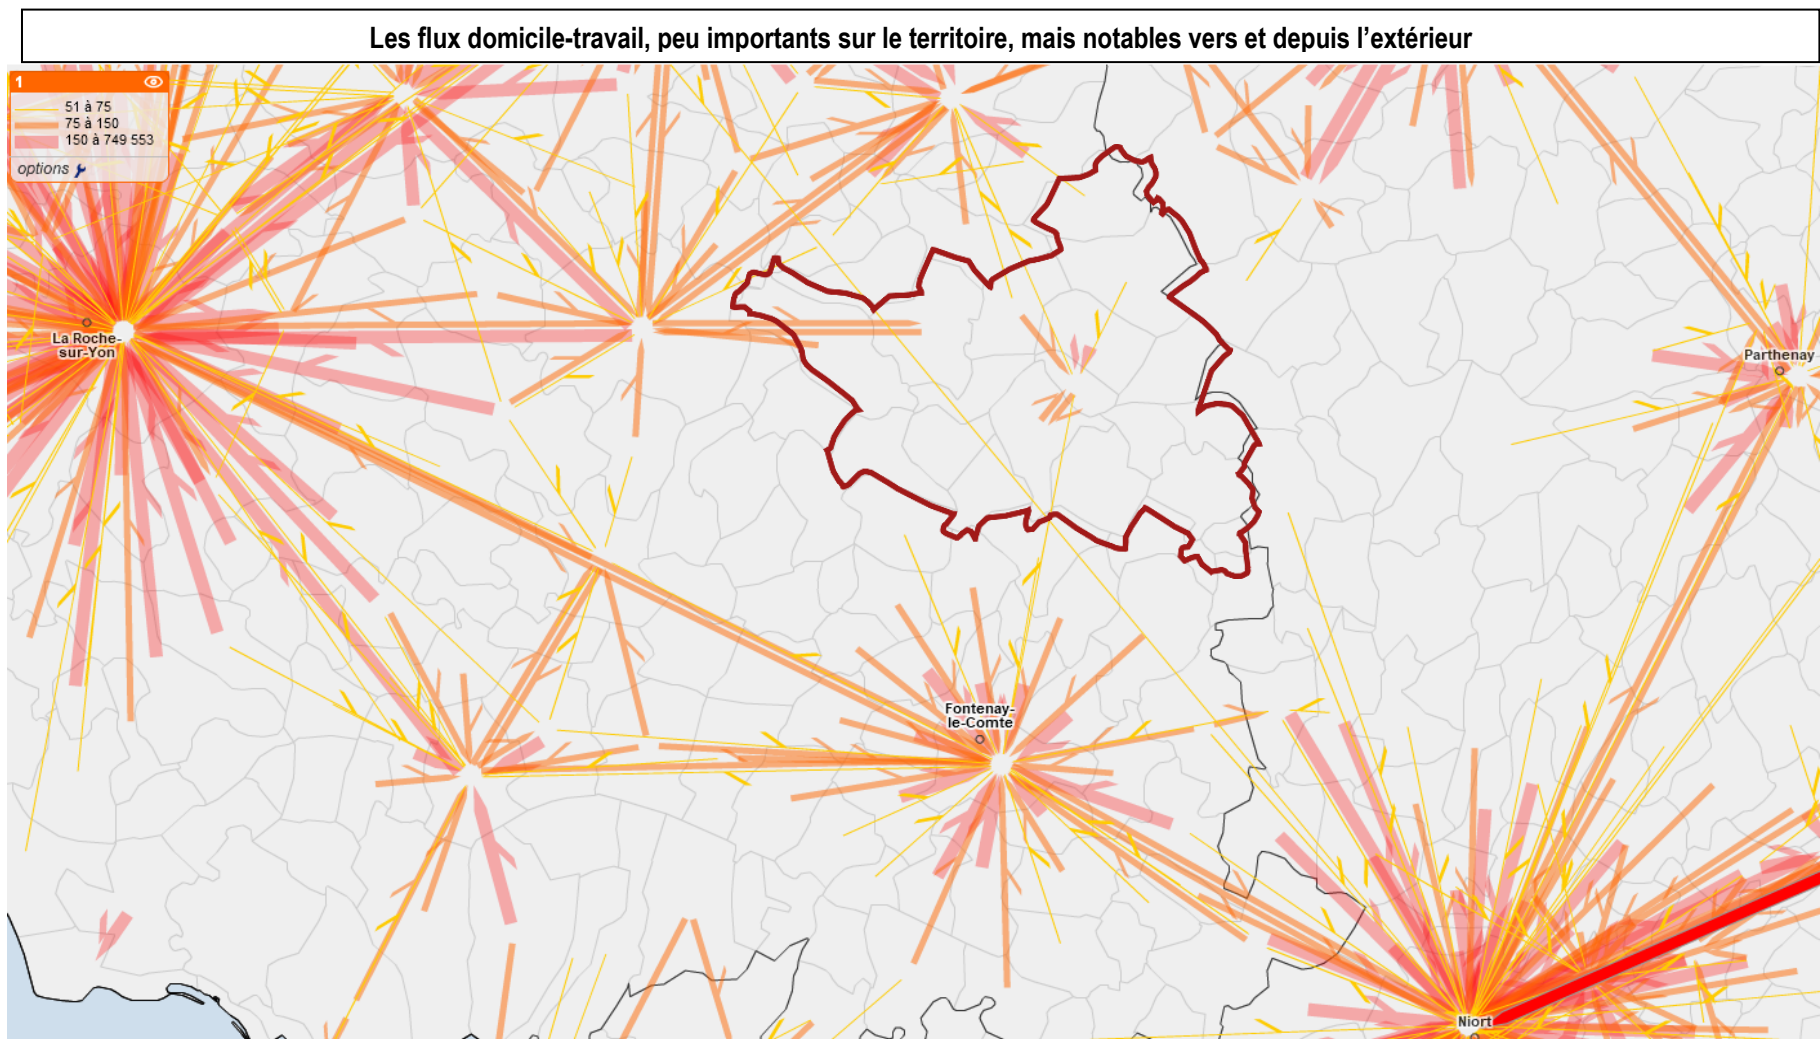 Les flux domicile-travail, peu importants sur le territoire, mais notables vers et depuis l’extérieur
1
51 à 75
75 à 150
150 à 749 553
options
La Roche-
sur-Yon
Parthenay
Fontenay-
le-Comte
Niort